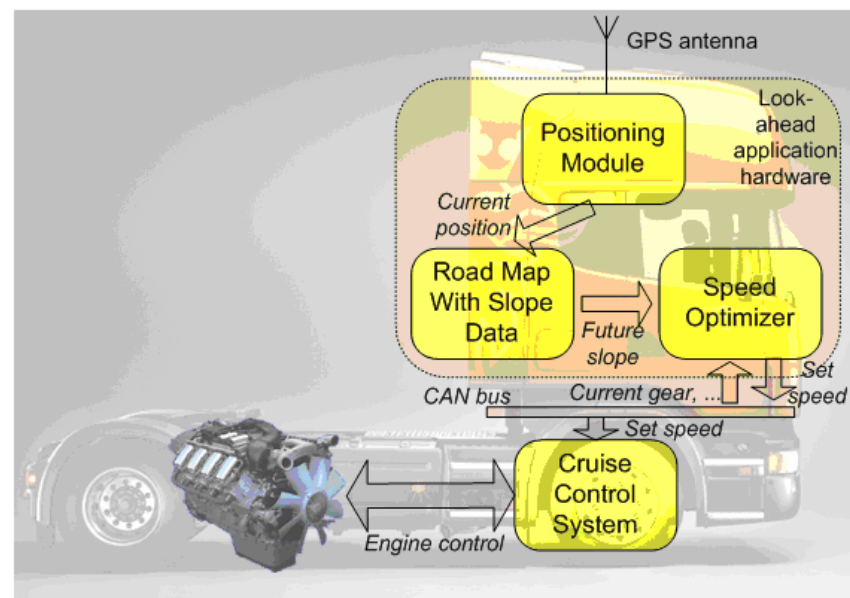 GPS antenna
Look-
ahead
application
hardware
Positioning
Module
Current
position
Road Map
With Slope
Data
Future
slope
Speed
Optimizer
CAN bus
Current gear, ...
Set
speed
Set speed
Cruise
Control
System
Engine control